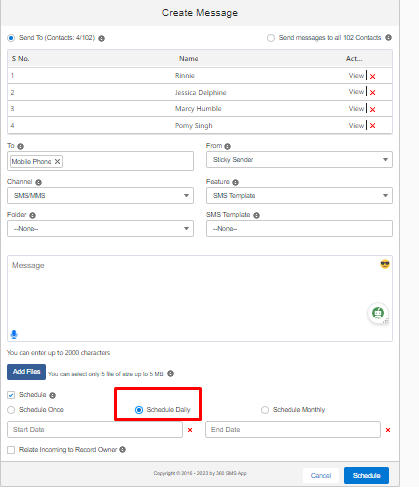 Create Message
Send To (Contacts: 4/102)
Send messages to all 102 Contacts
S No. Name Act...
1 Rinnie View
2 Jessica Delphine View
3 Marcy Humble View
4 Pomy Singh View
To From
Mobile Phone Sticky Sender
Channel Feature
SMS/MMS SMS Template
Folder SMS Template
--None-- --None--
Message
You can enter up to 2000 characters
Add Files You can select only 5 file of size up to 5 MB
Schedule
Schedule Once Schedule Daily Schedule Monthly
Start Date End Date
Relate Incoming to Record Owner
Copyright © 2016 - 2023 by 360 SMS App
Cancel Schedule